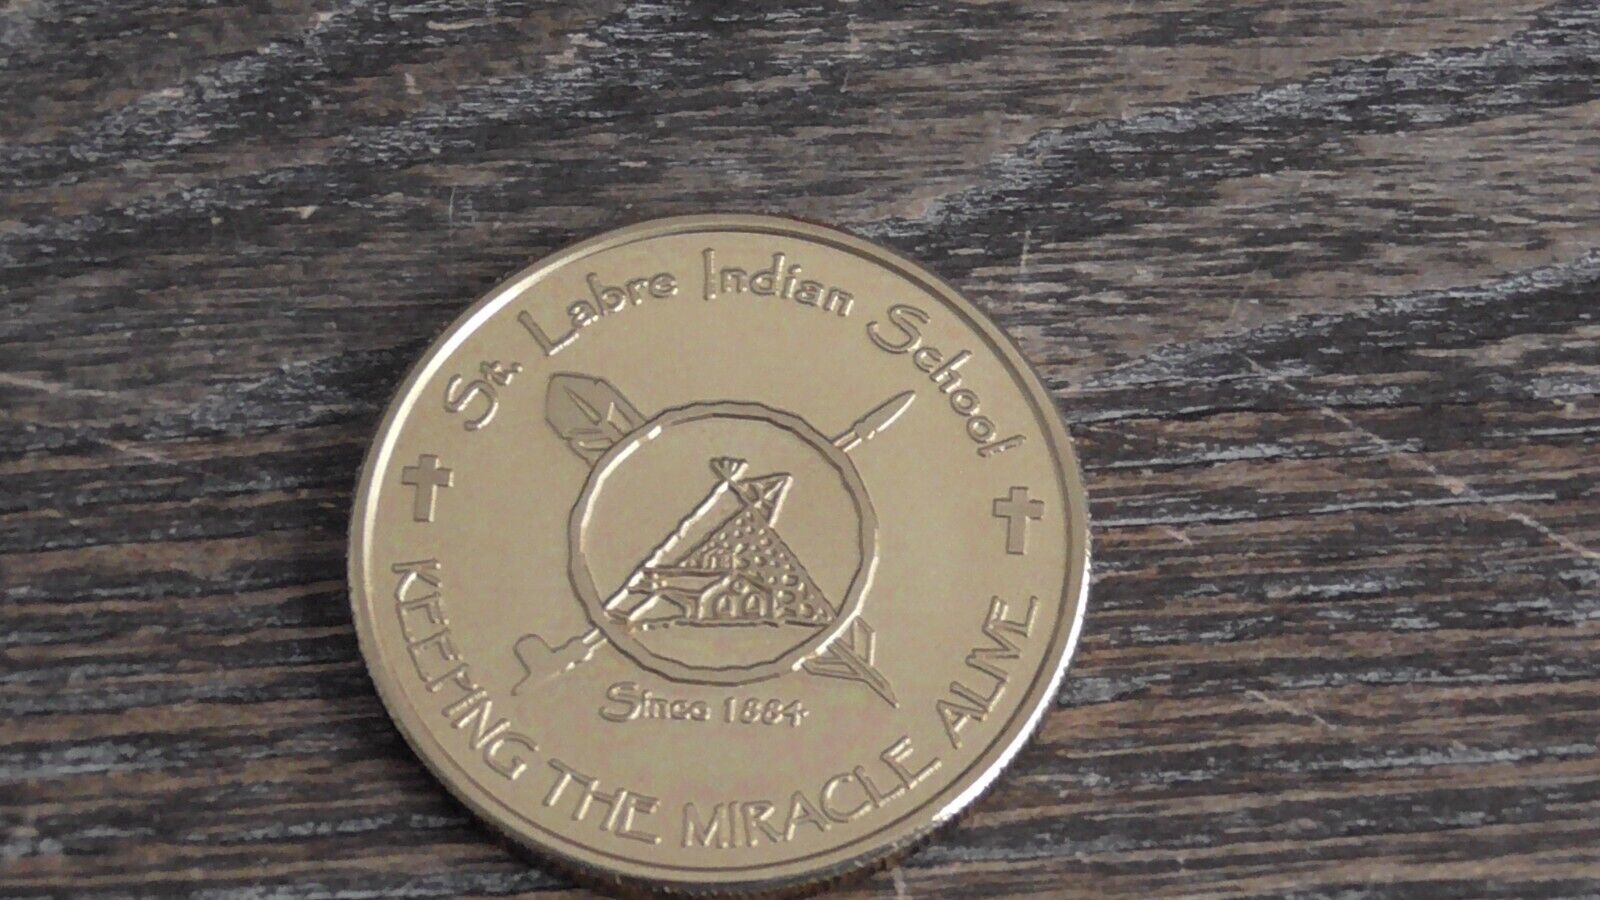 St. Labre Indian School
Since 1884
KEEPING THE MIRACLE ALIVE